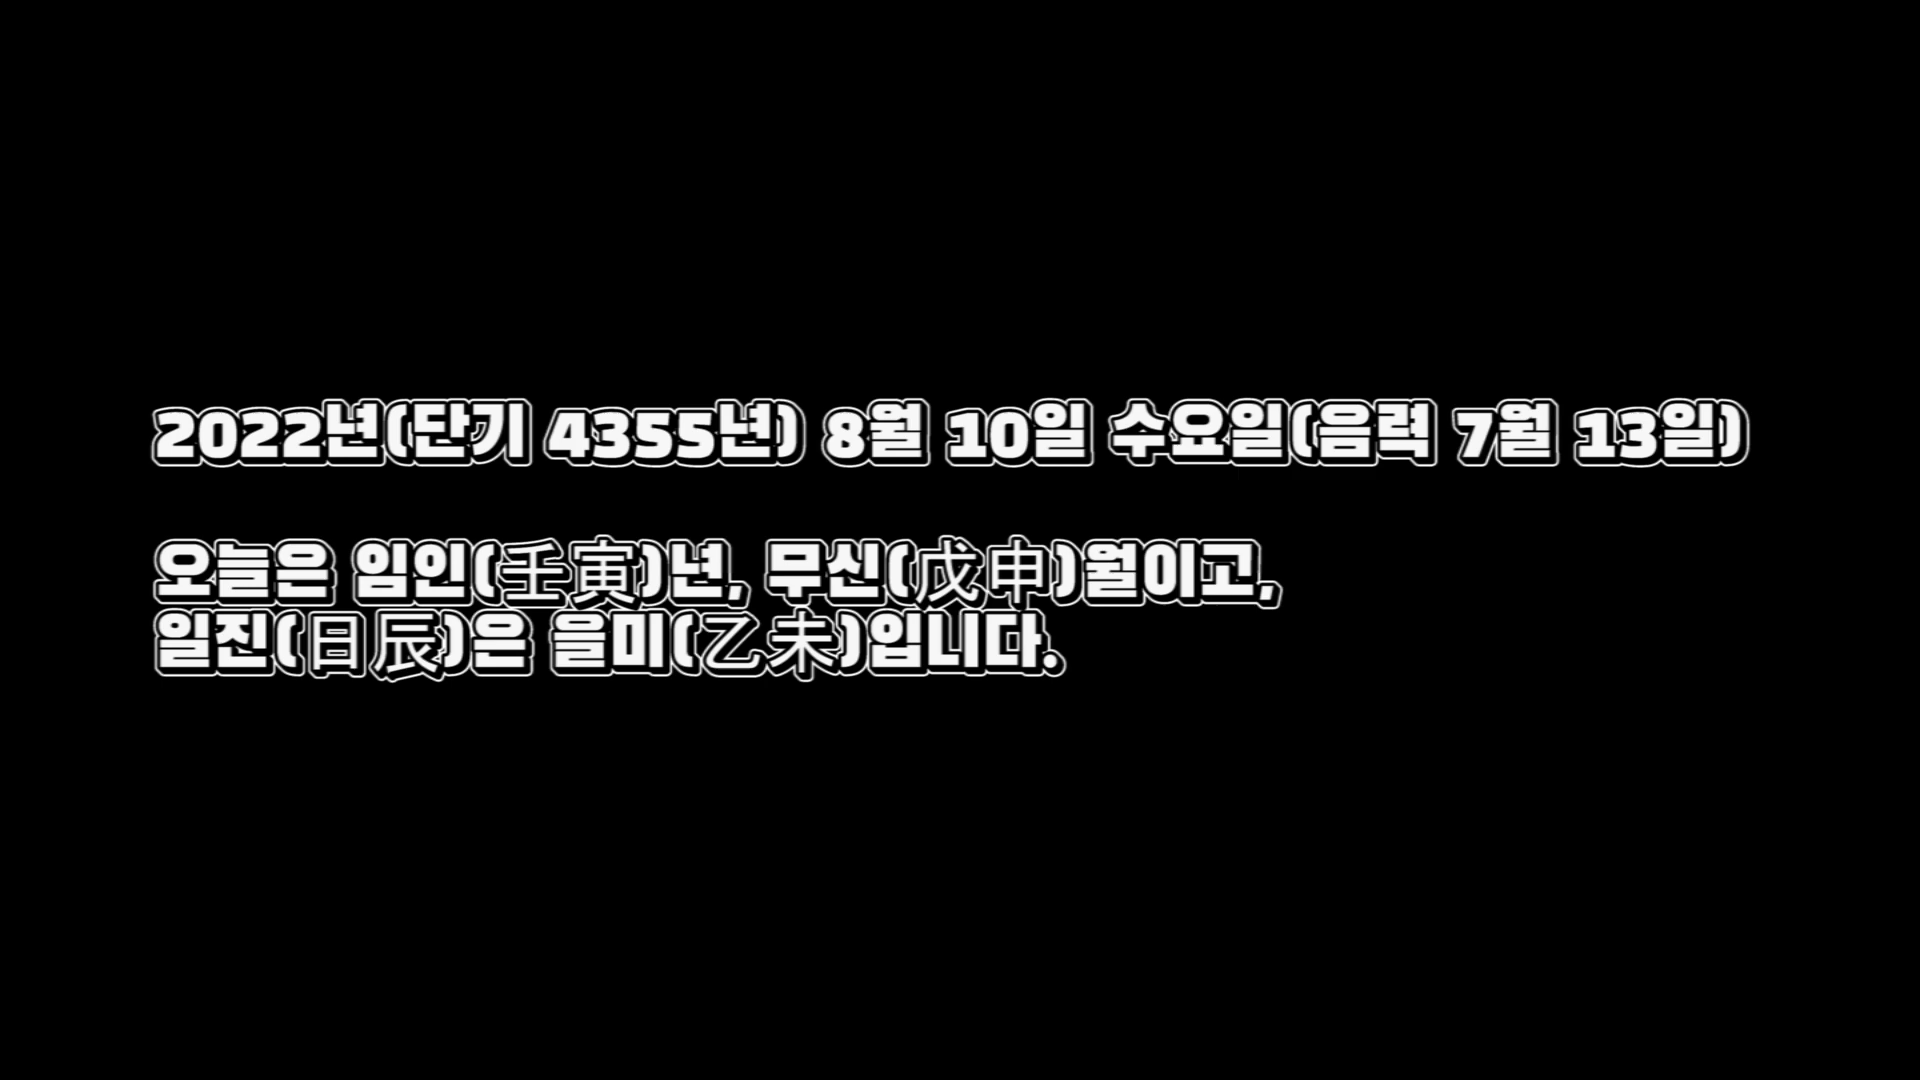 2022년(단기 4355년) 8월 10일 수요일(음력 7월 13일)
오늘은 임인(壬寅)년, 무신(戊申)월이고,
일진(日辰)은 을미(乙未)입니다.